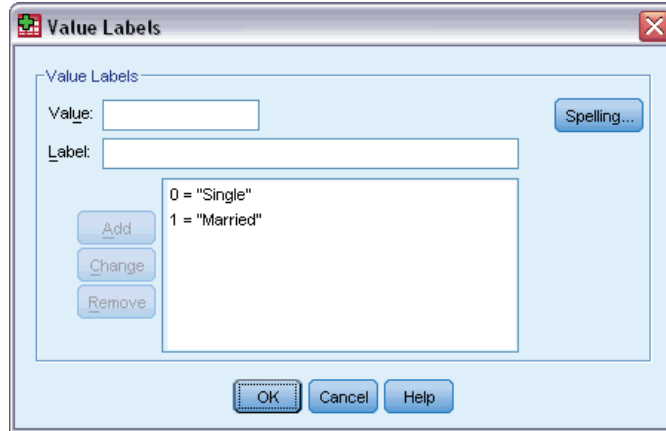 Value Labels
Value Labels
Value:
Spelling...
Label:
0 = "Single"
1 = "Married"
Add
Change
Remove
OK Cancel Help